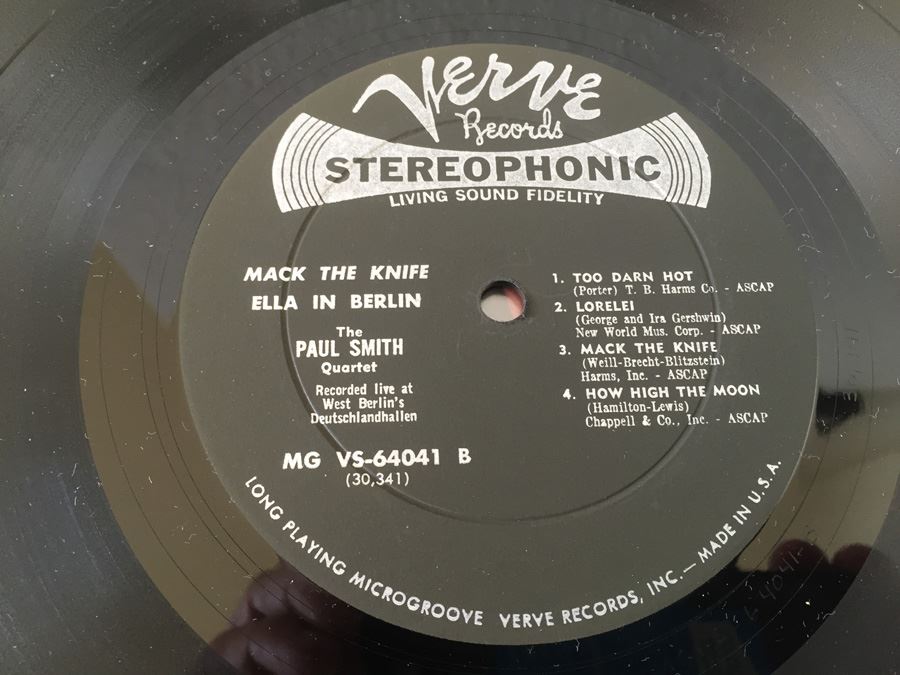 Verve
Records
STEREOPHONIC
LIVING SOUND FIDELITY
MACK THE KNIFE
ELLA IN BERLIN
The
PAUL SMITH
Quartet
Recorded live at
West Berlin's
Deutschlandhallen
MG VS-64041 B
(30,341)
1. TOO DARN HOT
(Porter) T. B. Harms Co. - ASCAP
2. LORELEI
(George and Ira Gershwin)
New World Mus. Corp. - ASCAP
3. MACK THE KNIFE
(Weill-Brecht-Blitzstein)
Harms, Inc. - ASCAP
4. HOW HIGH THE MOON
(Hamilton-Lewis)
Chappell & Co., Inc. - ASCAP
LONG PLAYING MICROGROOVE VERVE RECORDS, INC. — MADE IN U.S.A.